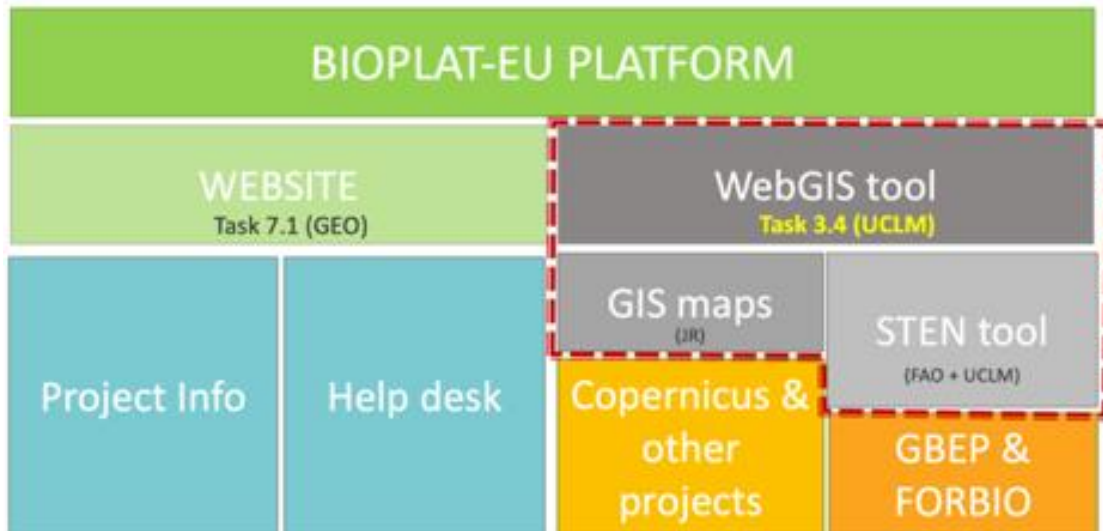 BIOPLAT-EU PLATFORM
WEBSITE
Task 7.1 (GEO)
WebGIS tool
Task 3.4 (UCLM)
Project Info
Help desk
GIS maps
(JR)
STEN tool
(FAO + UCLM)
Copernicus &
other
projects
GBEP &
FORBIO